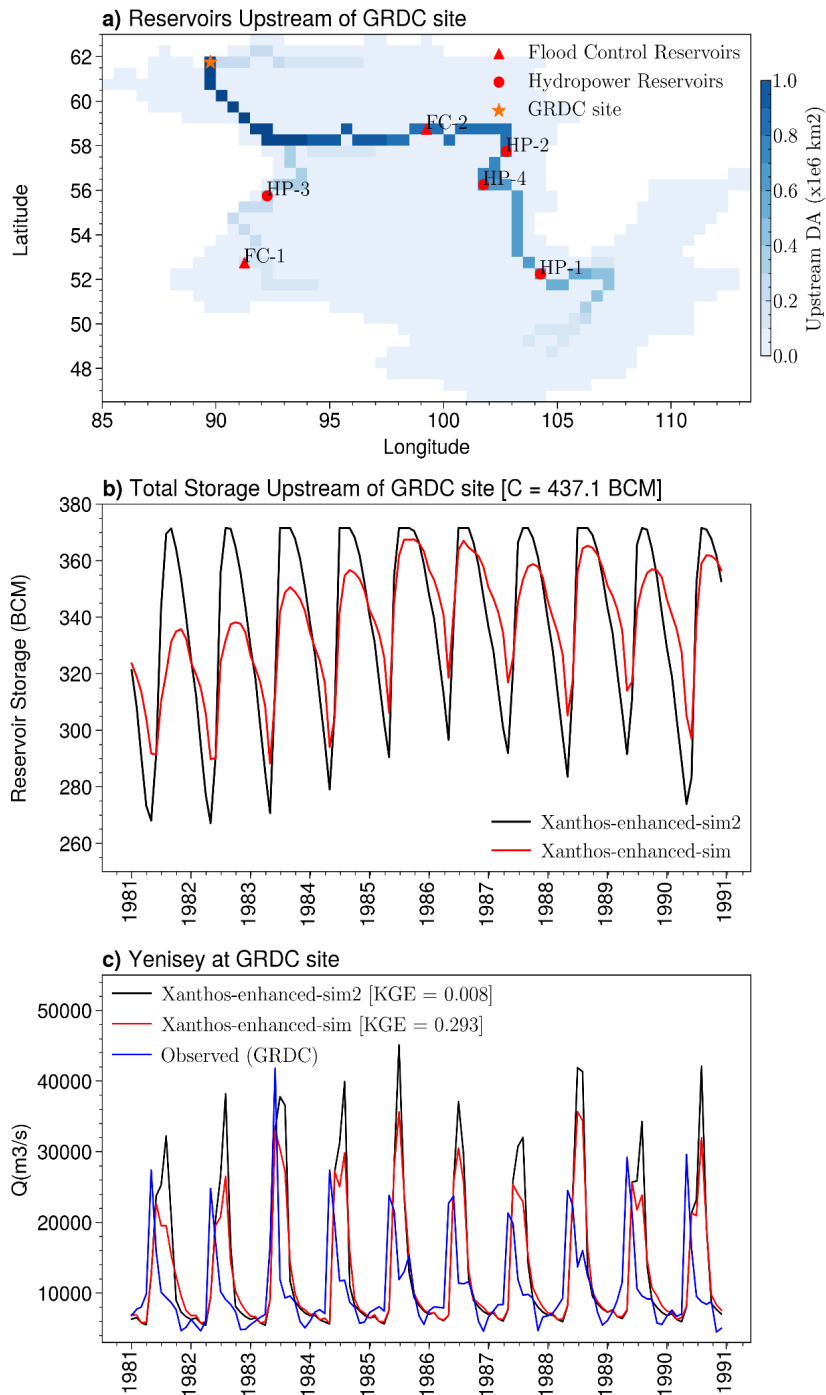 a) Reservoirs Upstream of GRDC site
Flood Control Reservoirs
Hydropower Reservoirs
GRDC site
FC-2
HP-2
HP-4
HP-3
FC-1
HP-1
62
60
58
56
54
52
50
48
Latitude
85
90
95
100
105
110
Longitude
1.0
0.8
0.6
0.4
0.2
0.0
Upstream DA (x1e6 km2)
b) Total Storage Upstream of GRDC site [C = 437.1 BCM]
380
360
340
320
300
280
260
Reservoir Storage (BCM)
Xanthos-enhanced-sim2
Xanthos-enhanced-sim
1981
1982
1983
1984
1985
1986
1987
1988
1989
1990
1991
c) Yenisey at GRDC site
Xanthos-enhanced-sim2 [KGE = 0.008]
Xanthos-enhanced-sim [KGE = 0.293]
Observed (GRDC)
50000
40000
30000
20000
10000
Q(m3/s)
1981
1982
1983
1984
1985
1986
1987
1988
1989
1990
1991